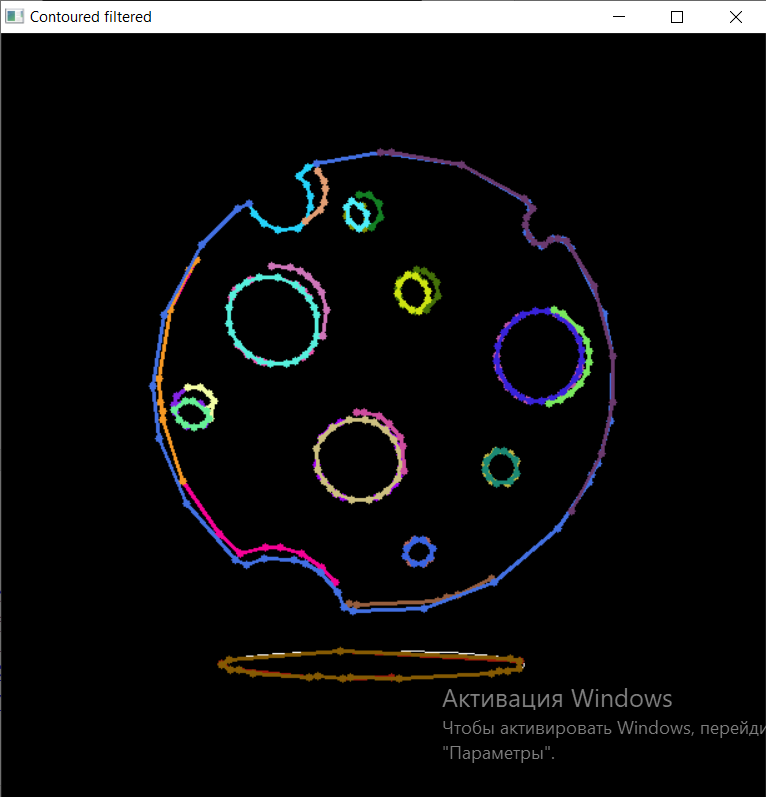 Contoured filtered
Активация Windows
Чтобы активировать Windows, перейди
"Параметры".